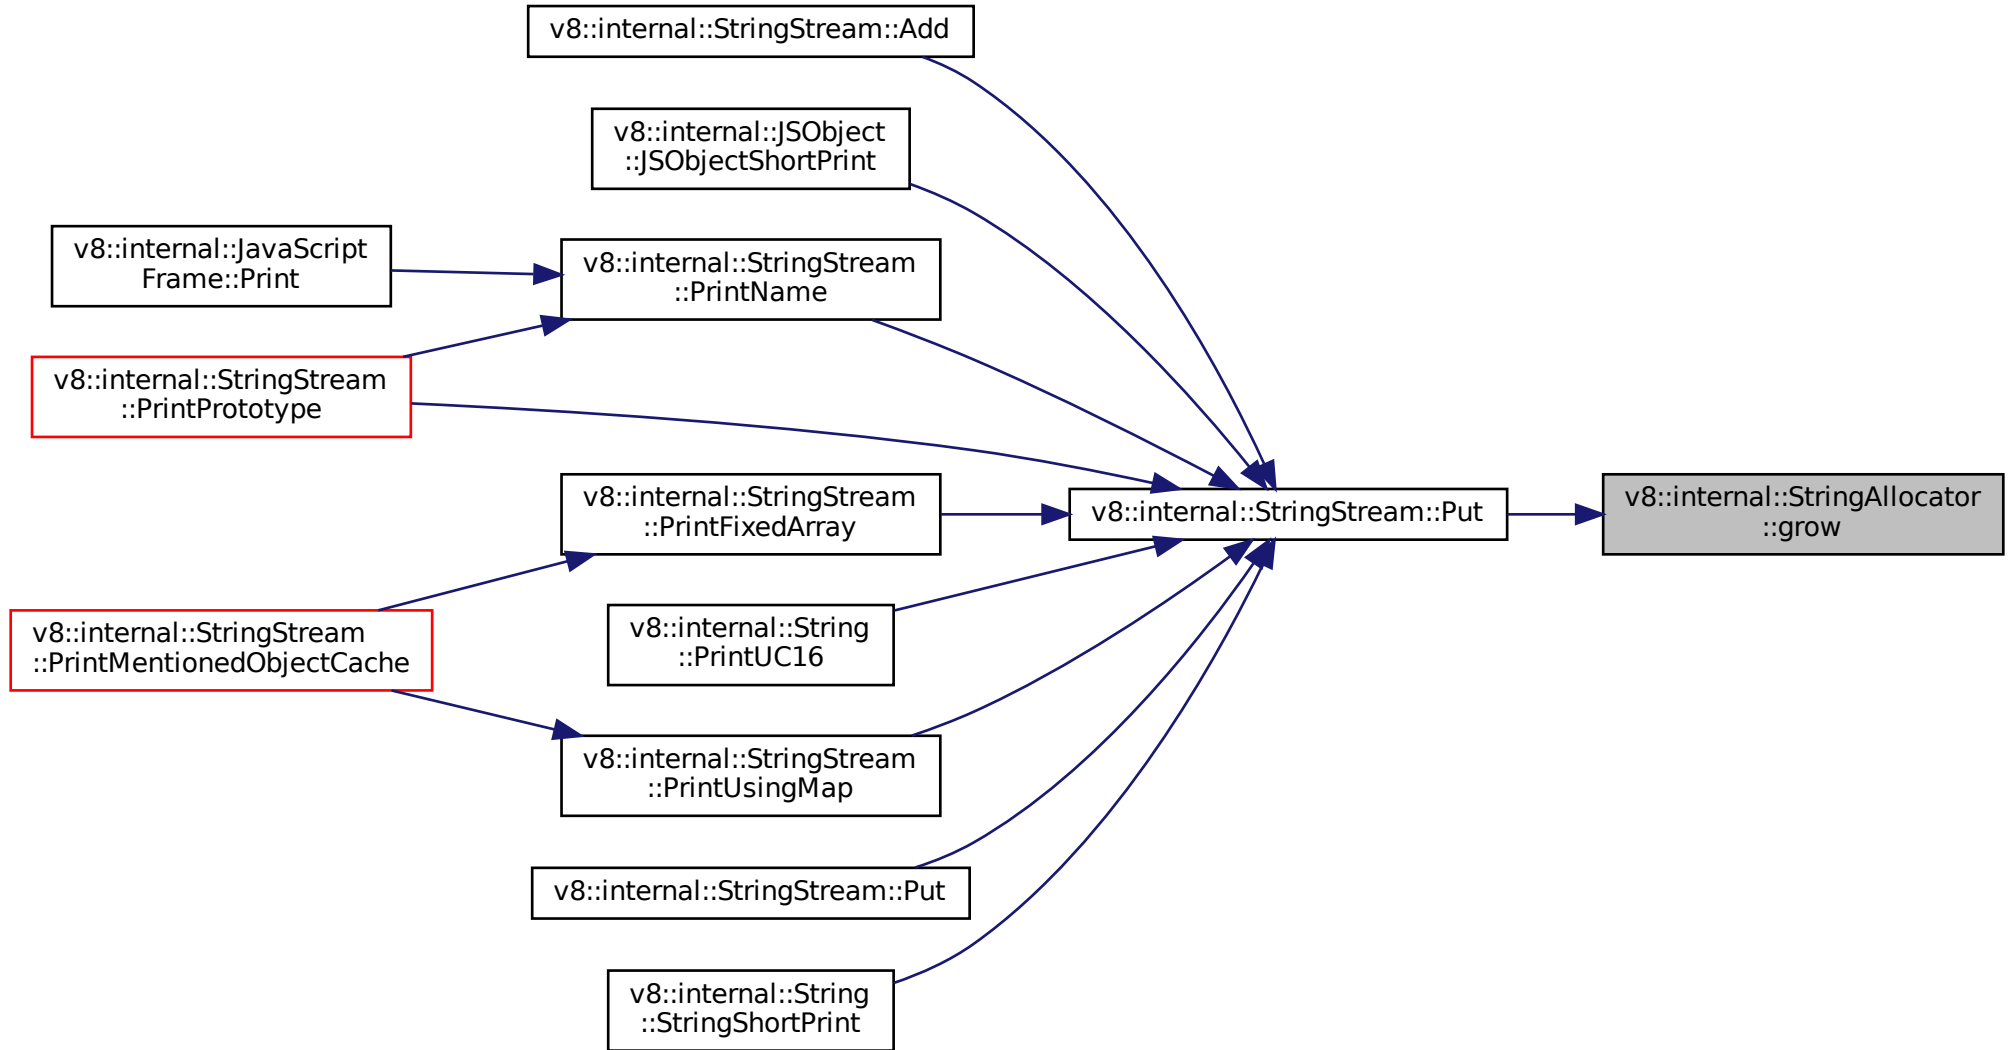 v8::internal::StringStream::Add
v8::internal::JSObject
::JSObjectShortPrint
v8::internal::JavaScript
Frame::Print
v8::internal::StringStream
::PrintName
v8::internal::StringStream
::PrintPrototype
v8::internal::StringStream
::PrintFixedArray
v8::internal::StringStream::Put
v8::internal::StringAllocator
::grow
v8::internal::StringStream
::PrintMentionedObjectCache
v8::internal::String
::PrintUC16
v8::internal::StringStream
::PrintUsingMap
v8::internal::StringStream::Put
v8::internal::String
::StringShortPrint